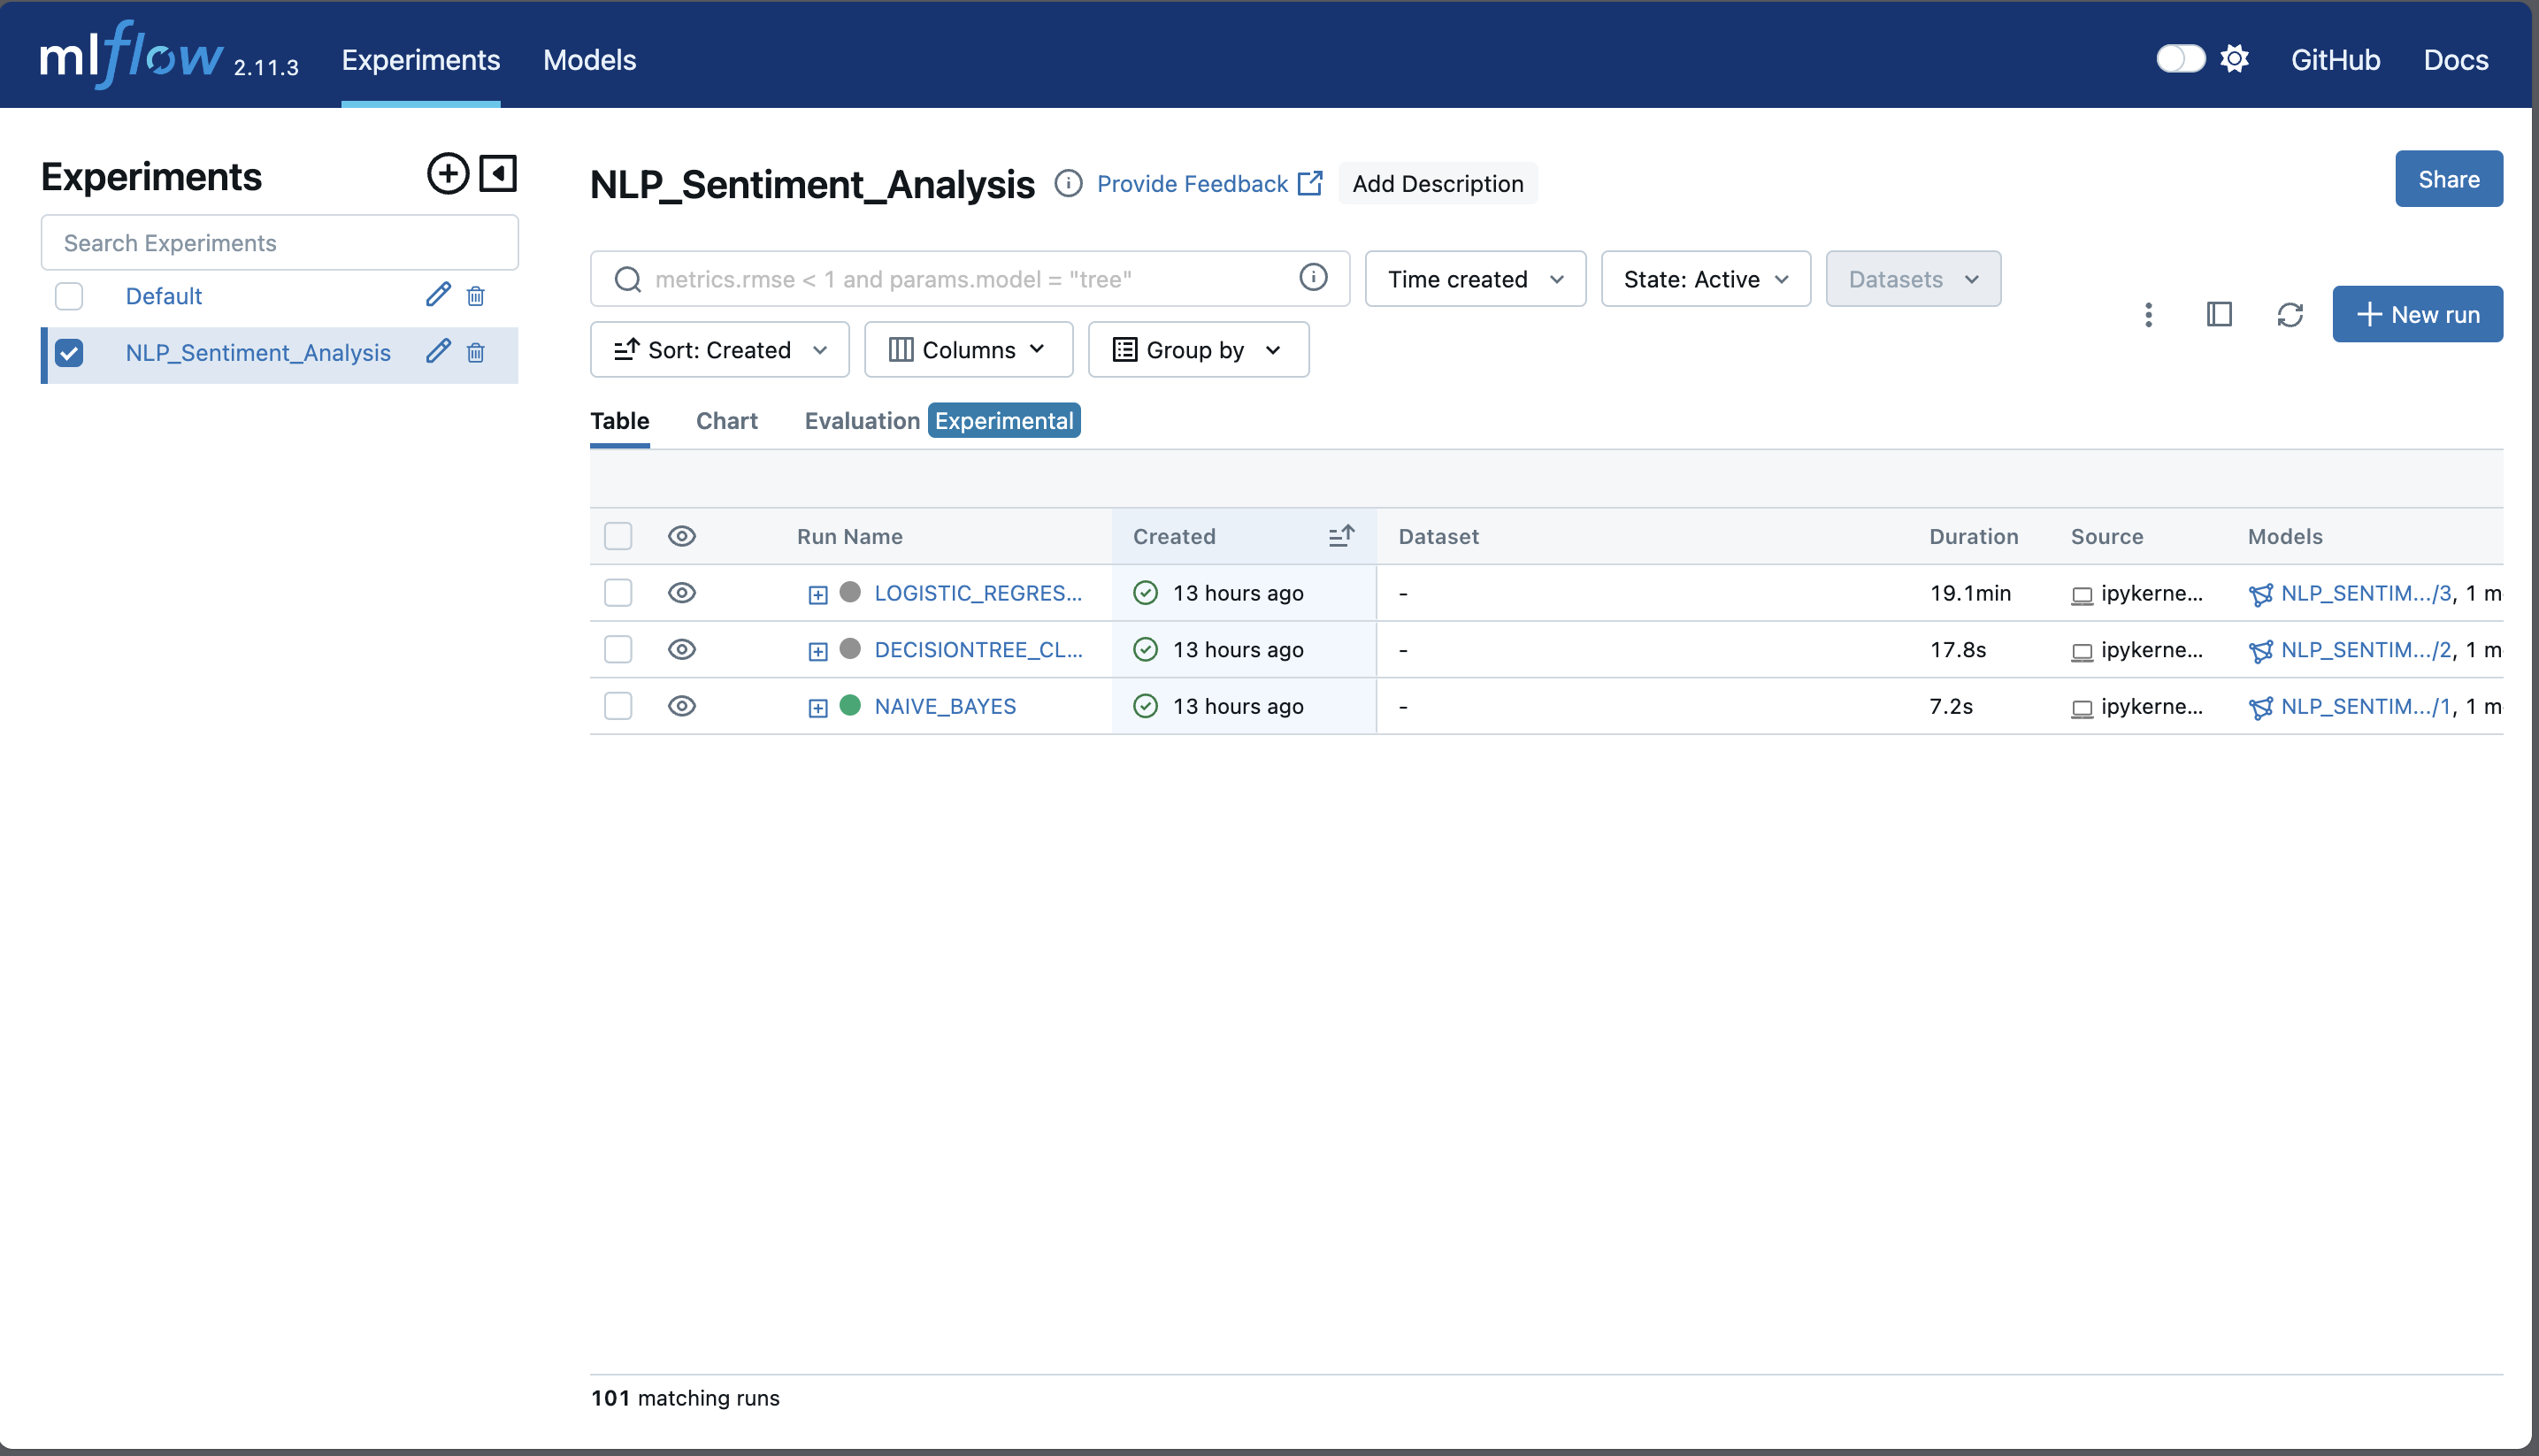 mlflow 2.11.3 Experiments Models GitHub Docs
Experiments
Search Experiments
Default
NLP_Sentiment_Analysis
NLP_Sentiment_Analysis Provide Feedback Add Description Share
metrics.rmse < 1 and params.model = "tree" Time created State: Active Datasets
+ New run
Sort: Created Columns Group by
Table Chart Evaluation Experimental
Run Name Created Dataset Duration Source Models
LOGISTIC_REGRES... 13 hours ago - 19.1min ipykerne... NLP_SENTIM.../3, 1 m
DECISIONTREE_CL... 13 hours ago - 17.8s ipykerne... NLP_SENTIM.../2, 1 m
NAIVE_BAYES 13 hours ago - 7.2s ipykerne... NLP_SENTIM.../1, 1 m
101 matching runs